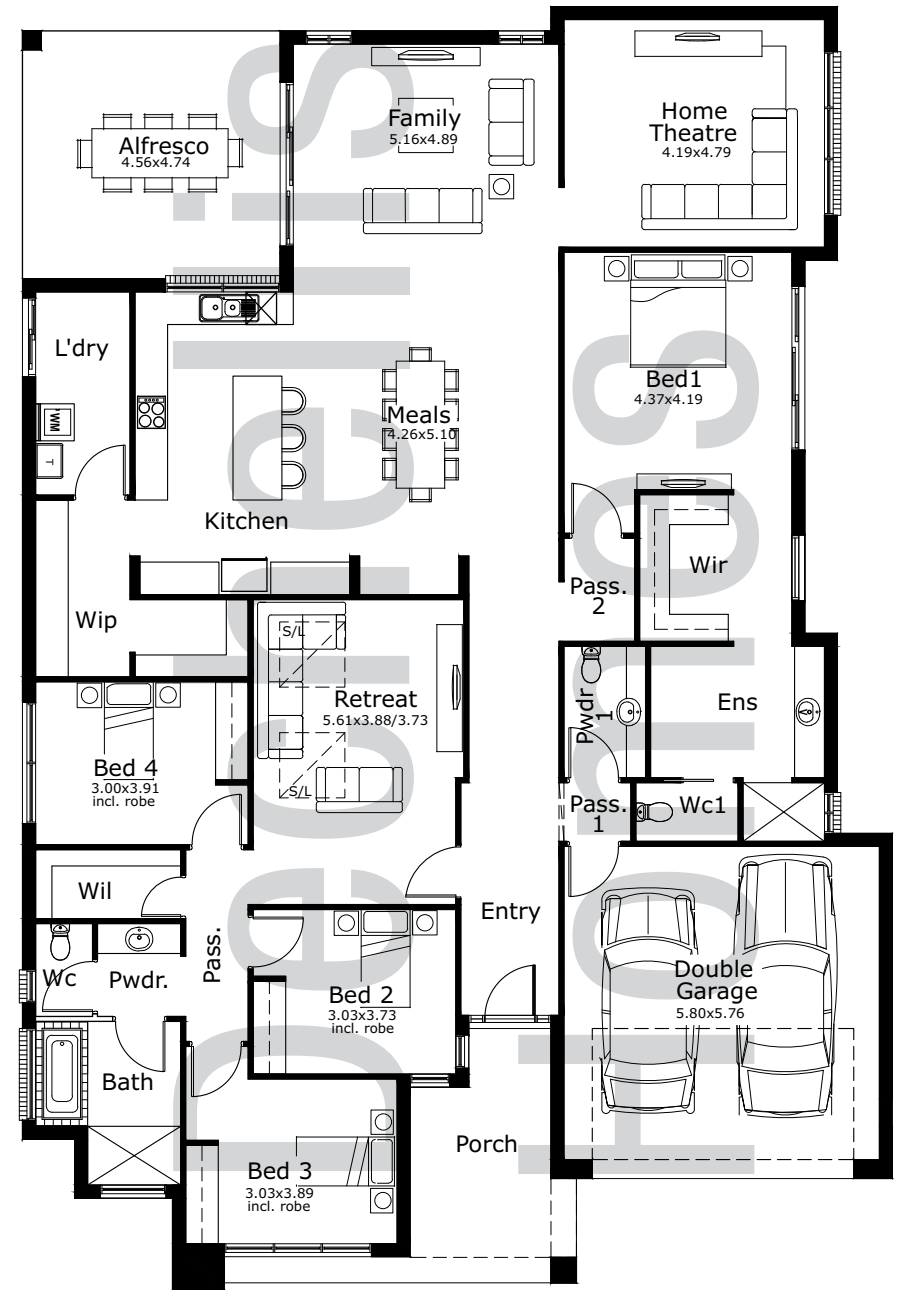 Alfresco
4.56x4.74
Family
5.16x4.89
Home
Theatre
4.19x4.79
L'dry
WM
T
Kitchen
Meals
4.26x5.10
Bed1
4.37x4.19
Wip
Pass.
2
Wir
S/L
Retreat
5.61x3.88/3.73
S/L
Pwdr
1
Ens
Bed 4
3.00x3.91
incl. robe
Pass.
1
Wc1
Wil
Pass.
Entry
Wc
Pwdr.
Bed 2
3.03x3.73
incl. robe
Double
Garage
5.80x5.76
Bath
Porch
Bed 3
3.03x3.89
incl. robe
Dechellis
Homes